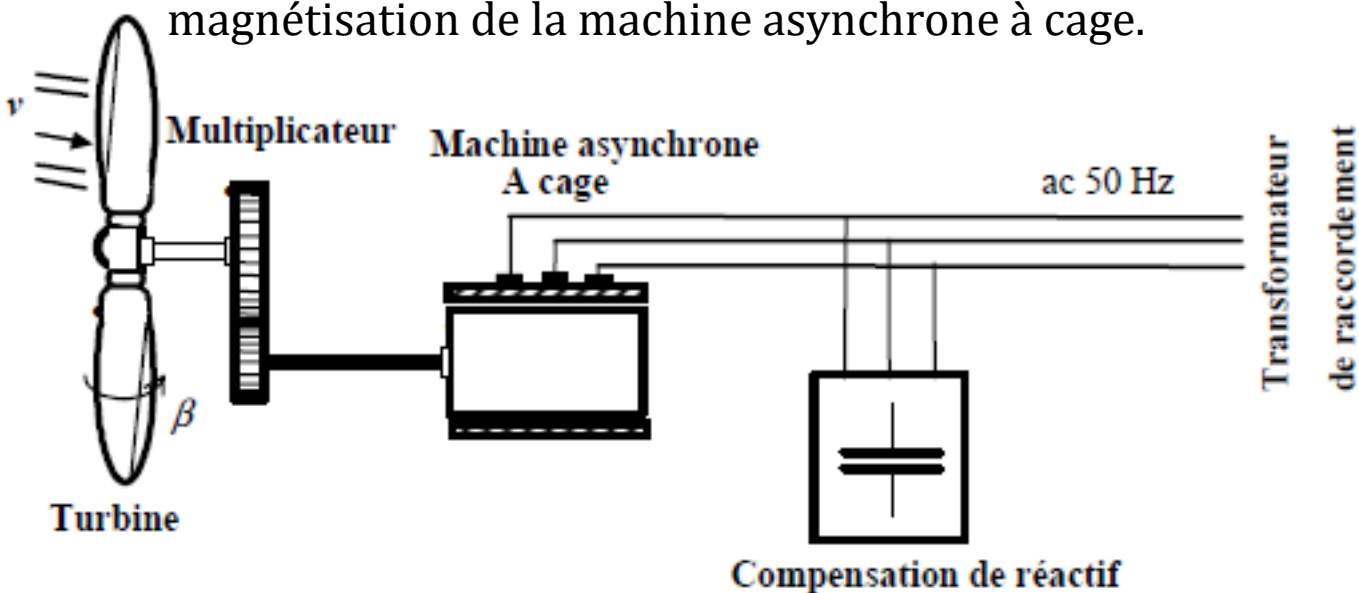 magnétisation de la machine asynchrone à cage.
v
Multiplicateur
Machine asynchrone
A cage
ac 50 Hz
Transformateur
de raccordement
β
Turbine
Compensation de réactif